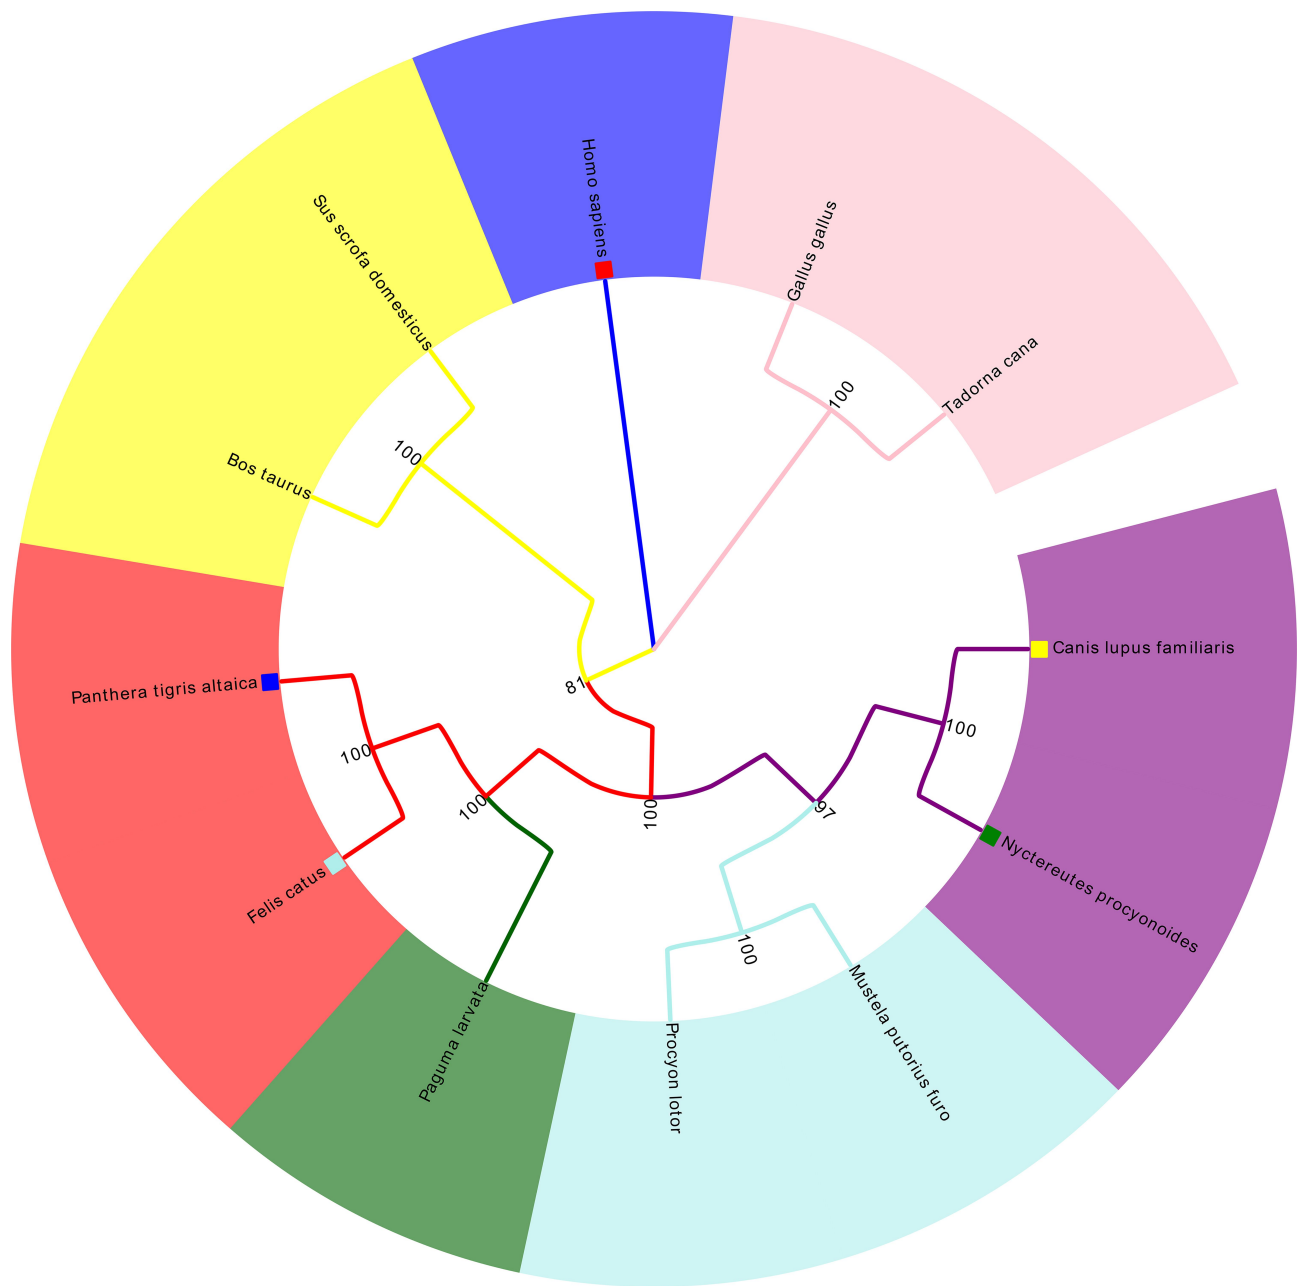 Homo sapiens
Gallus gallus
Tadorna cana
100
Sus scrofa domesticus
100
Bos taurus
Canis lupus familiaris
100
Nyctereutes procyonoides
81
Panthera tigris altaica
100
100
100
97
Felis catus
100
Mustela putorius furo
Procyon lotor
Paguma larvata